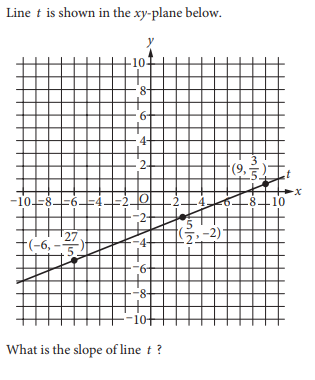 Line t is shown in the xy-plane below.
y
10
8
6
4
2
(9, 3/5)
t
x
−10 −8 −6 −4 −2 O 2 4 6 8 10
−2
(5/2, −2)
(−6, −27/5)
−4
−6
−8
−10
What is the slope of line t ?